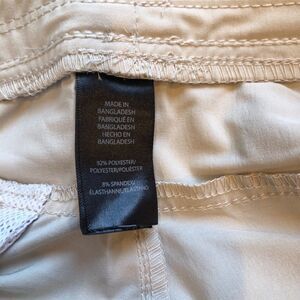 MADE IN
BANGLADESH
FABRIQUÉ EN
BANGLADESH
HECHO EN
BANGLADESH
92% POLYESTER/
POLYESTER/POLIÉSTER
8% SPANDEX/
ÉLASTHANNE/ELASTANO